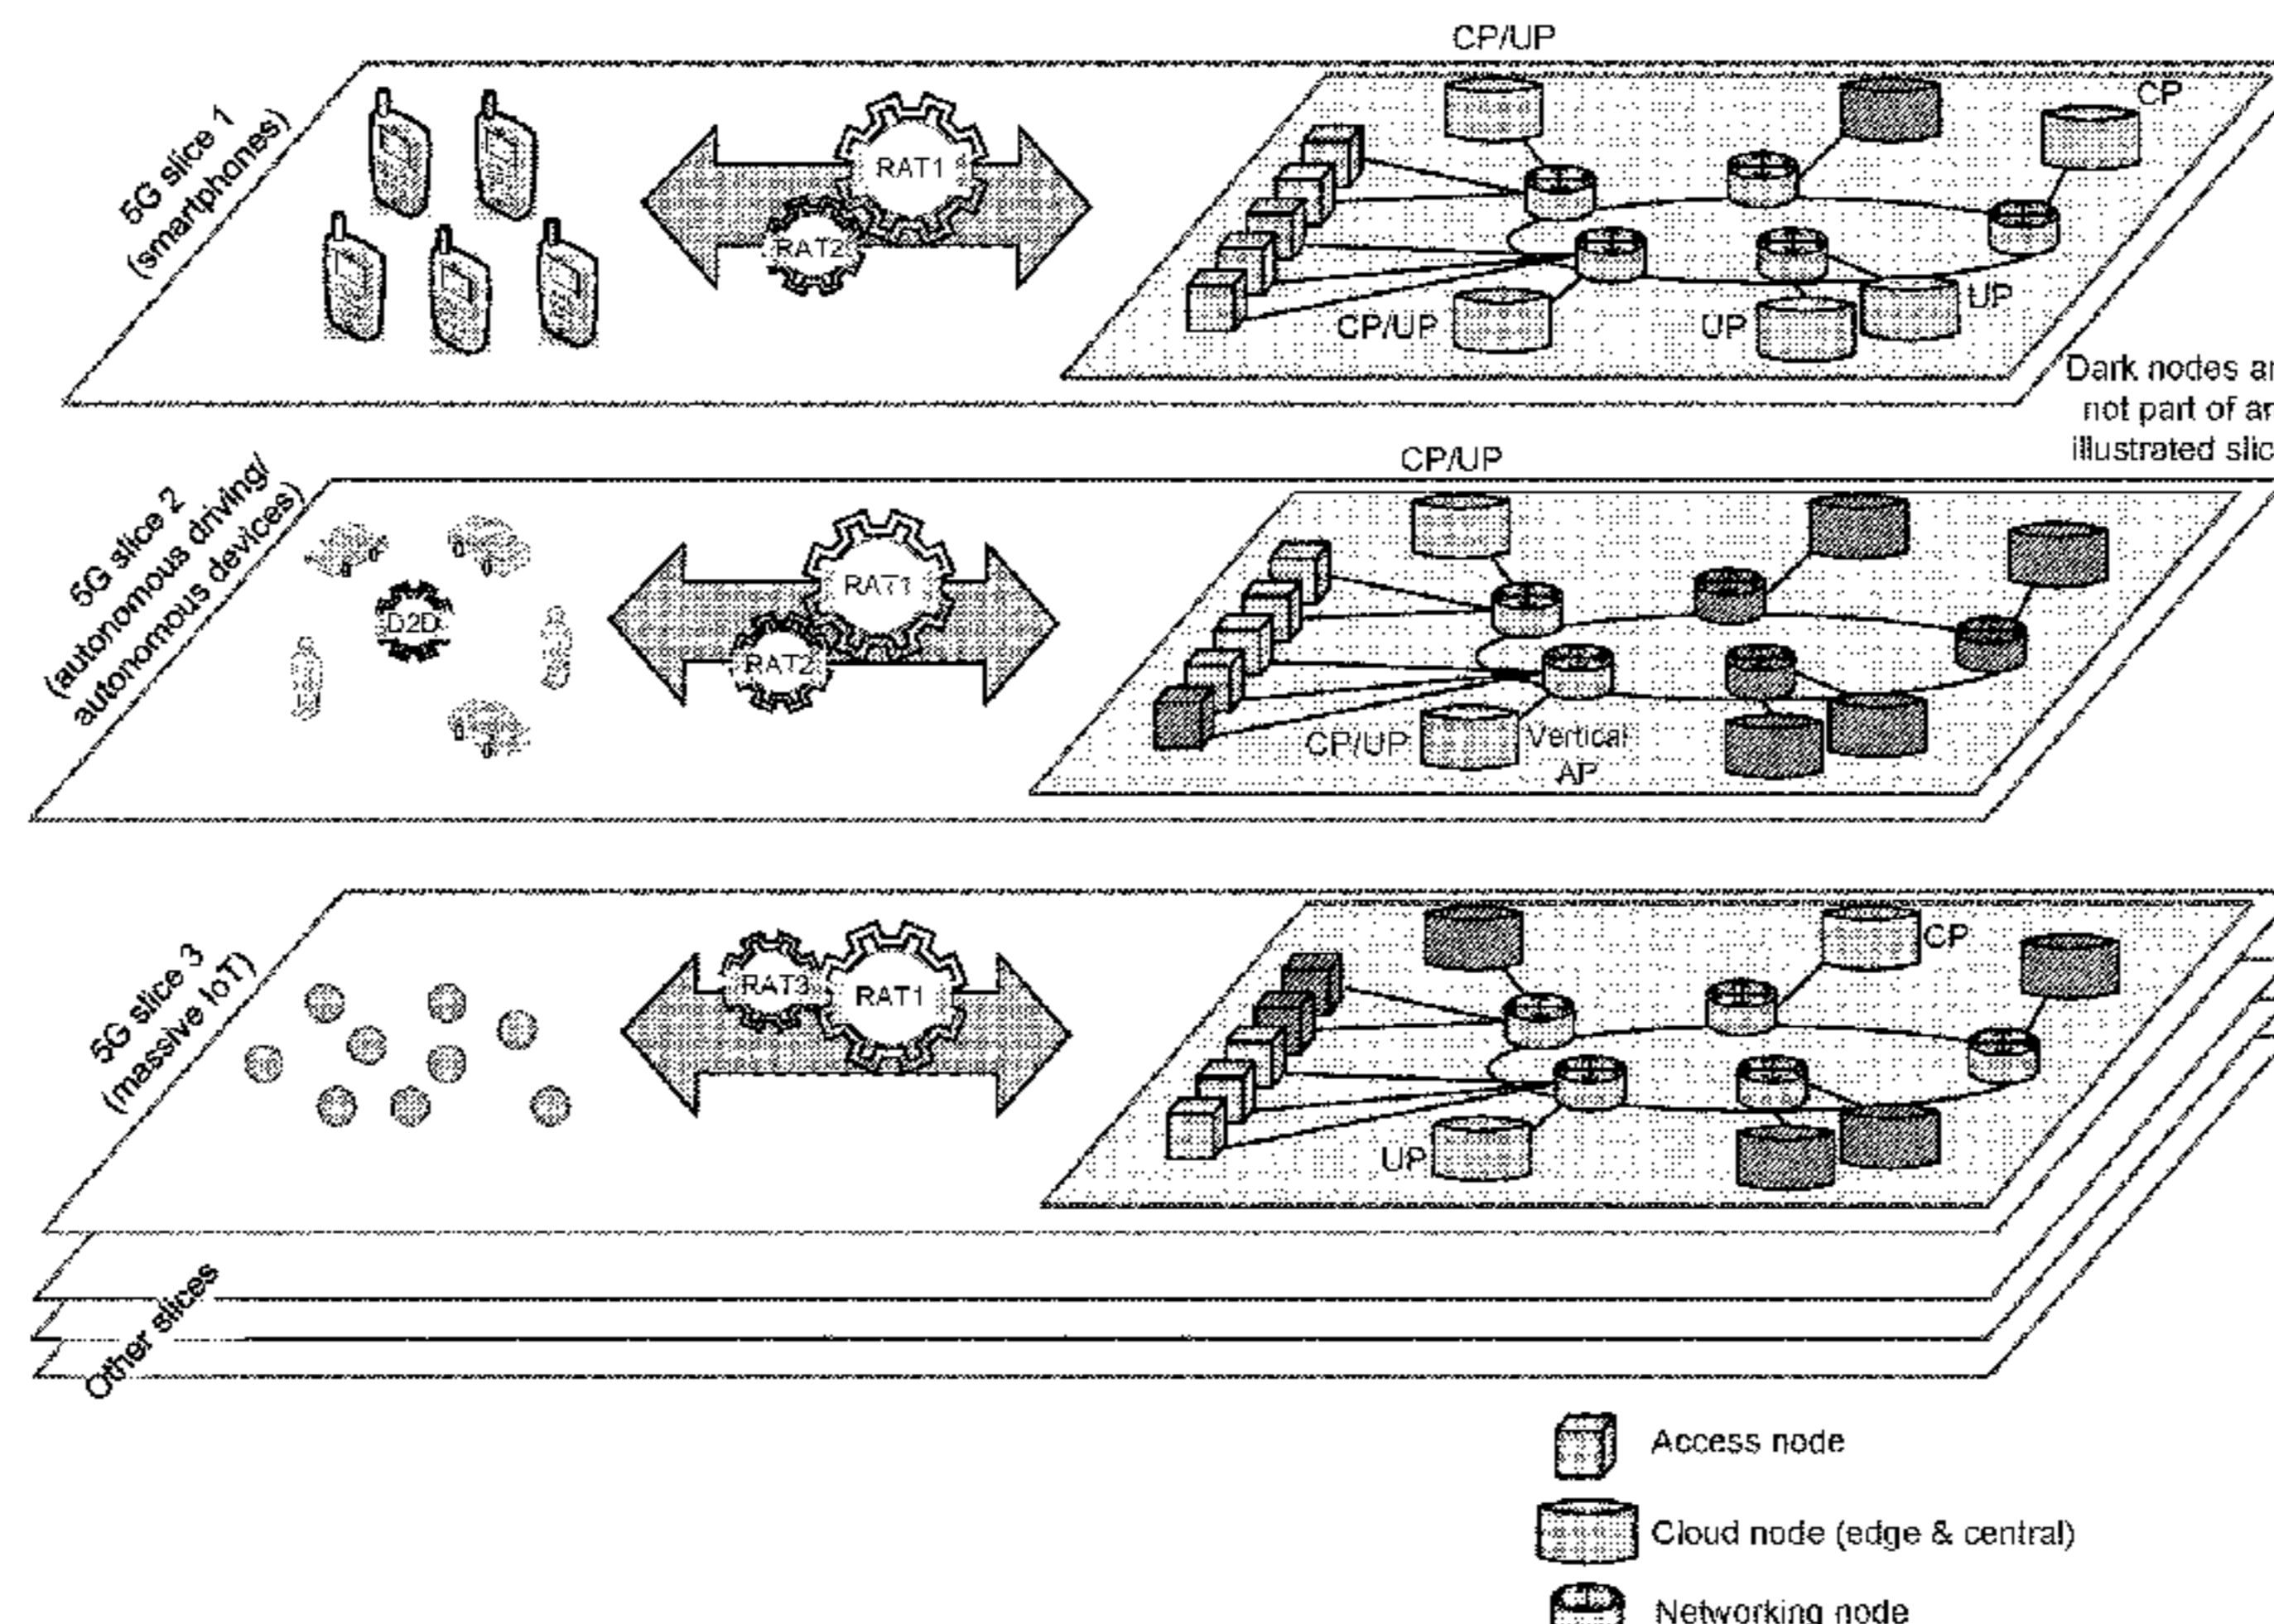 CP/UP
5G slice 1
(smartphones)
RAT1
RAT2
CP
CP/UP
UP
UP
Dark nodes ar
not part of an
illustrated slic
CP/UP
5G slice 2
(autonomous driving/
autonomous devices)
D2D
RAT1
RAT2
CP/UP
Vertical
AP
5G slice 3
(massive IoT)
RAT3
RAT1
CP
UP
Other slices
Access node
Cloud node (edge & central)
Networking node